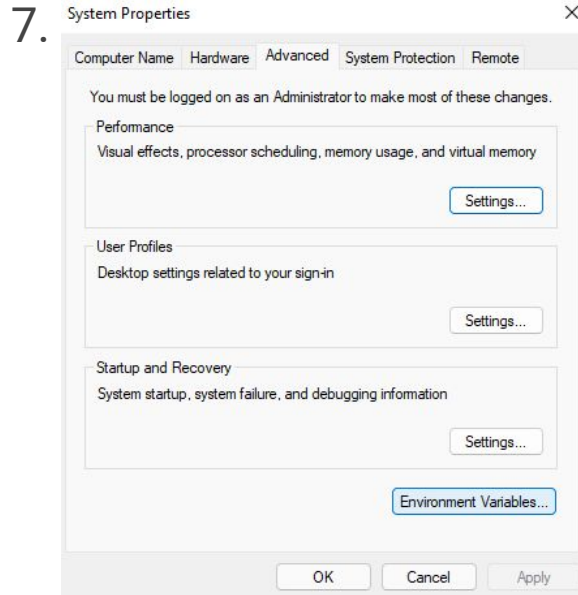 7.
System Properties
Computer Name Hardware Advanced System Protection Remote
You must be logged on as an Administrator to make most of these changes.
Performance
Visual effects, processor scheduling, memory usage, and virtual memory
Settings...
User Profiles
Desktop settings related to your sign-in
Settings...
Startup and Recovery
System startup, system failure, and debugging information
Settings...
Environment Variables...
OK Cancel Apply